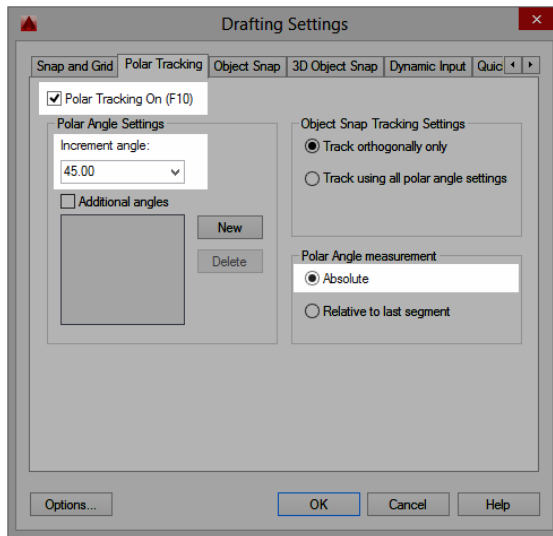 Drafting Settings
Snap and Grid Polar Tracking Object Snap 3D Object Snap Dynamic Input Quic
Polar Tracking On (F10)
Polar Angle Settings
Increment angle:
45.00
Additional angles
New
Delete
Object Snap Tracking Settings
Track orthogonally only
Track using all polar angle settings
Polar Angle measurement
Absolute
Relative to last segment
Options... OK Cancel Help